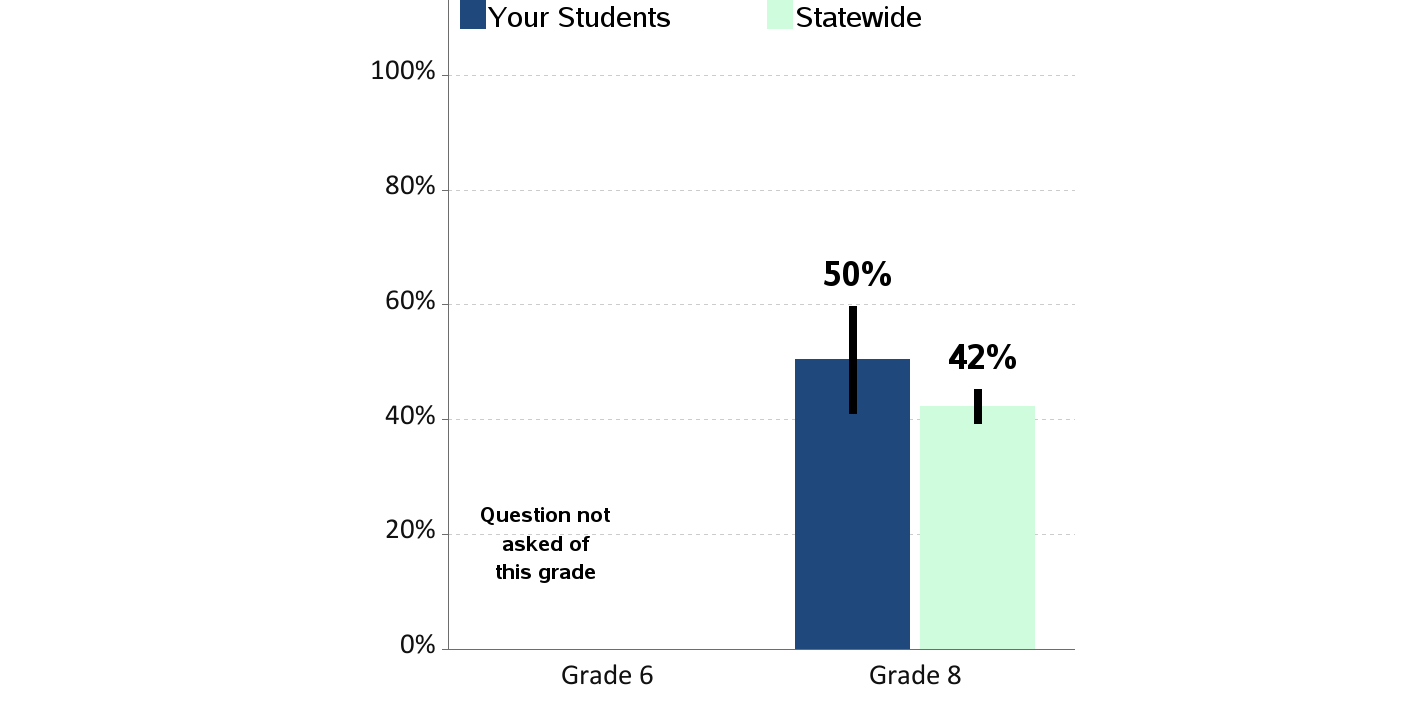 Your Students Statewide
100%
80%
60%
40%
20%
0%
50%
42%
Question not
asked of
this grade
Grade 6 Grade 8